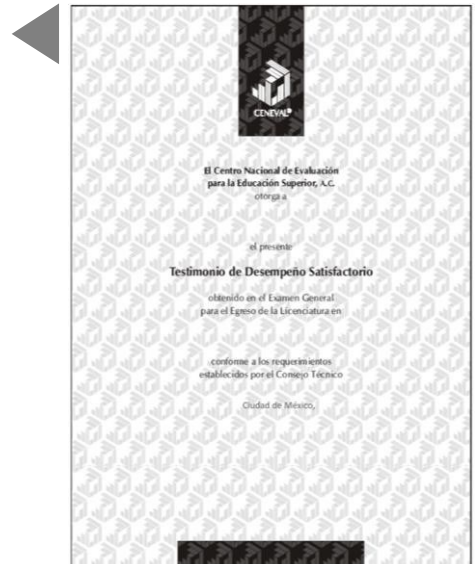 CENEVAL®
El Centro Nacional de Evaluación
para la Educación Superior, A.C.
otorga a
el presente
Testimonio de Desempeño Satisfactorio
obtenido en el Examen General
para el Egreso de la Licenciatura en
conforme a los requerimientos
establecidos por el Consejo Técnico
Ciudad de México,